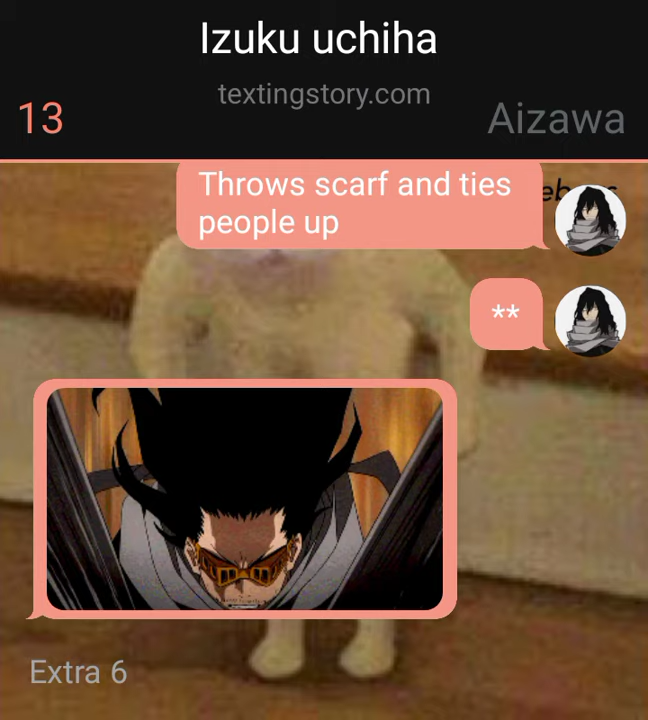 Izuku uchiha
textingstory.com
13
Aizawa
Throws scarf and ties
people up
**
Extra 6